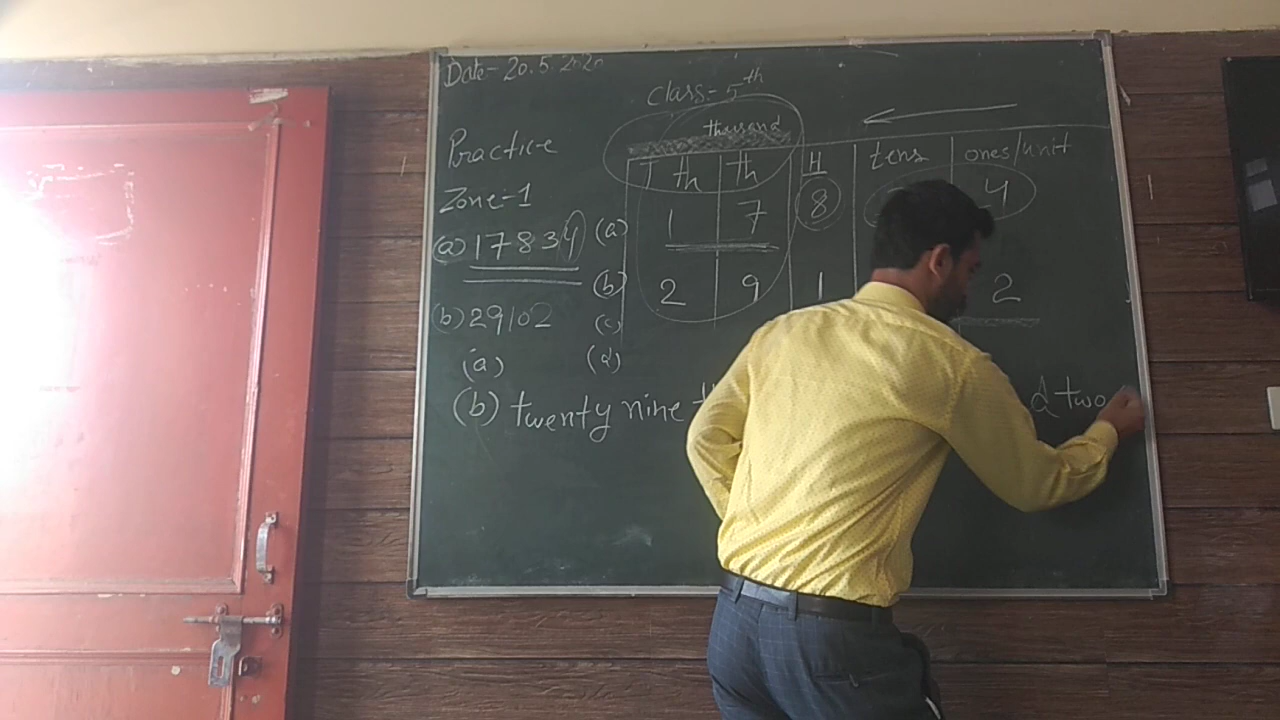 Date- 20.5.2020
Class- 5th
Practice
Zone-1
thousand
T th th H tens ones/unit
(a) 17834 (a) 1 7 8 4
(b) 29102 (b) 2 9 1 2
(c)
(a) (d)
(b) twenty nine d two